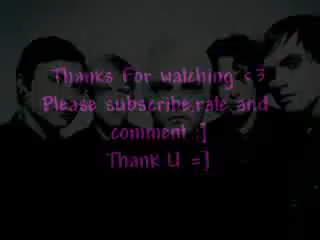 Thanks for watching <3
Please subscribe,rate and
comment :]
Thank U =]